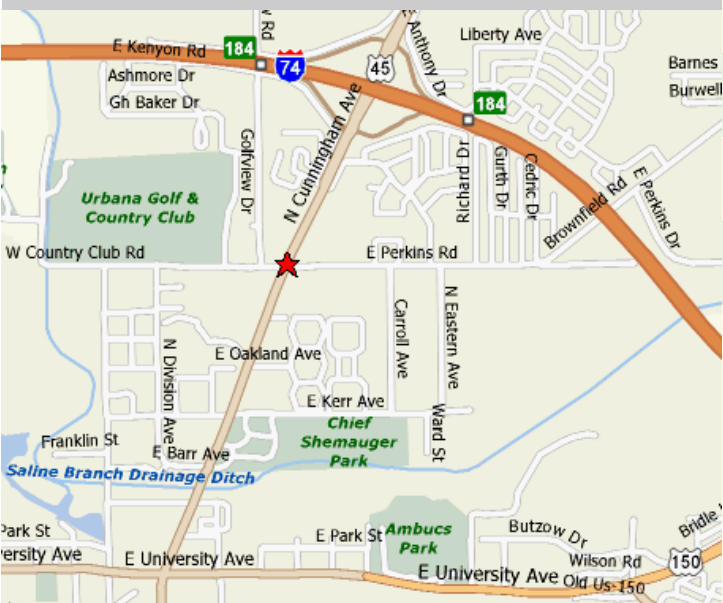 E Kenyon Rd
184
74
45
E Anthony Dr
Liberty Ave
Ashmore Dr
Gh Baker Dr
Barnes
Burwell
184
N Cunningham Ave
Golfview Dr
Richard Dr
Gurth Dr
Cedric Dr
Brownfield Rd
E Perkins Dr
Urbana Golf &
Country Club
W Country Club Rd
E Perkins Rd
N Division Ave
E Oakland Ave
Carroll Ave
N Eastern Ave
E Kerr Ave
Ward St
Chief
Shemauger
Park
Franklin St
E Barr Ave
Saline Branch Drainage Ditch
Park St
E Park St
Ambucs
Park
Butzow Dr
Bridle
versity Ave
E University Ave
E University Ave
Wilson Rd
Old Us-150
150